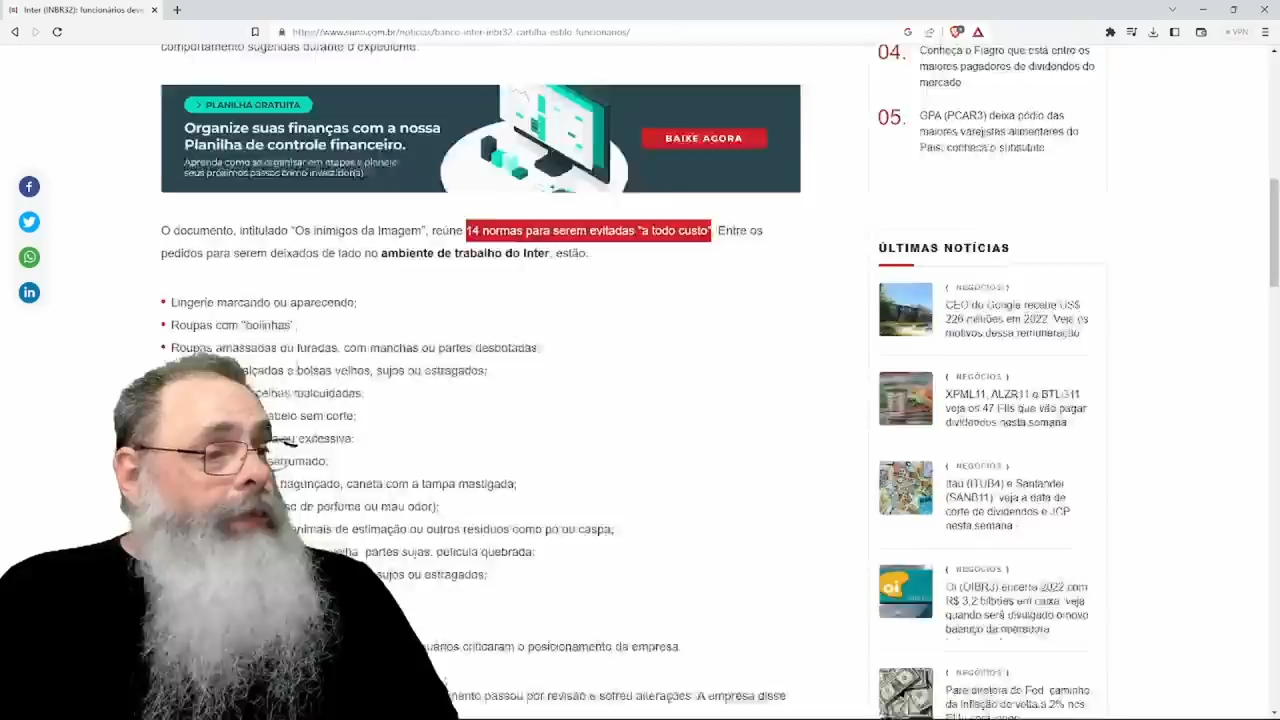 Inter (INBR32): funcionários deve
https://www.suno.com.br/noticias/banco-inter-inbr32-cartilha-estilo-funcionarios/
VPN
comportamento sugeridas durante o expediente.
PLANILHA GRATUITA
Organize suas finanças com a nossa
Planilha de controle financeiro.
Aprenda como se organizar em etapas e planeje
seus próximos passos como investidor(a).
BAIXE AGORA
O documento, intitulado “Os inimigos da Imagem”, reúne 14 normas para serem evitadas “a todo custo”. Entre os
pedidos para serem deixados de lado no ambiente de trabalho do Inter, estão:
Lingerie marcando ou aparecendo;
Roupas com “bolinhas”
Roupas amassadas ou furadas, com manchas ou partes desbotadas
alçados e bolsas velhos, sujos ou estragados;
malcuidadas;
abelo sem corte;
excessiva;
agunçado, caneta com a tampa mastigada;
o de perfume ou mau odor);
animais de estimação ou outros resíduos como pó ou caspa;
partes sujas, película quebrada;
sujos ou estragados;
uários criticaram o posicionamento da empresa.
mento passou por revisão e sofreu alterações. A empresa disse
04.
Conheça o Fiagro que está entre os
maiores pagadores de dividendos do
mercado
05.
GPA (PCAR3) deixa pódio das
maiores varejistas alimentares do
País; conheça o substituto
ÚLTIMAS NOTÍCIAS
( NEGÓCIOS )
CEO do Google recebe US$
226 milhões em 2022. Veja os
motivos dessa remuneração
( NEGÓCIOS )
XPML11, ALZR11 e BTLG11
veja os 47 FIIs que vão pagar
dividendos nesta semana
( NEGÓCIOS )
Itaú (ITUB4) e Santander
(SANB11): veja a data de
corte de dividendos e JCP
nesta semana
( NEGÓCIOS )
oi
Oi (OIBR3) encerra 2022 com
R$ 3,2 bilhões em caixa. Veja
quando será divulgado o novo
balanço da operadora
( NEGÓCIOS )
Para diretora do Fed, caminho
da inflação de volta a 2% nos